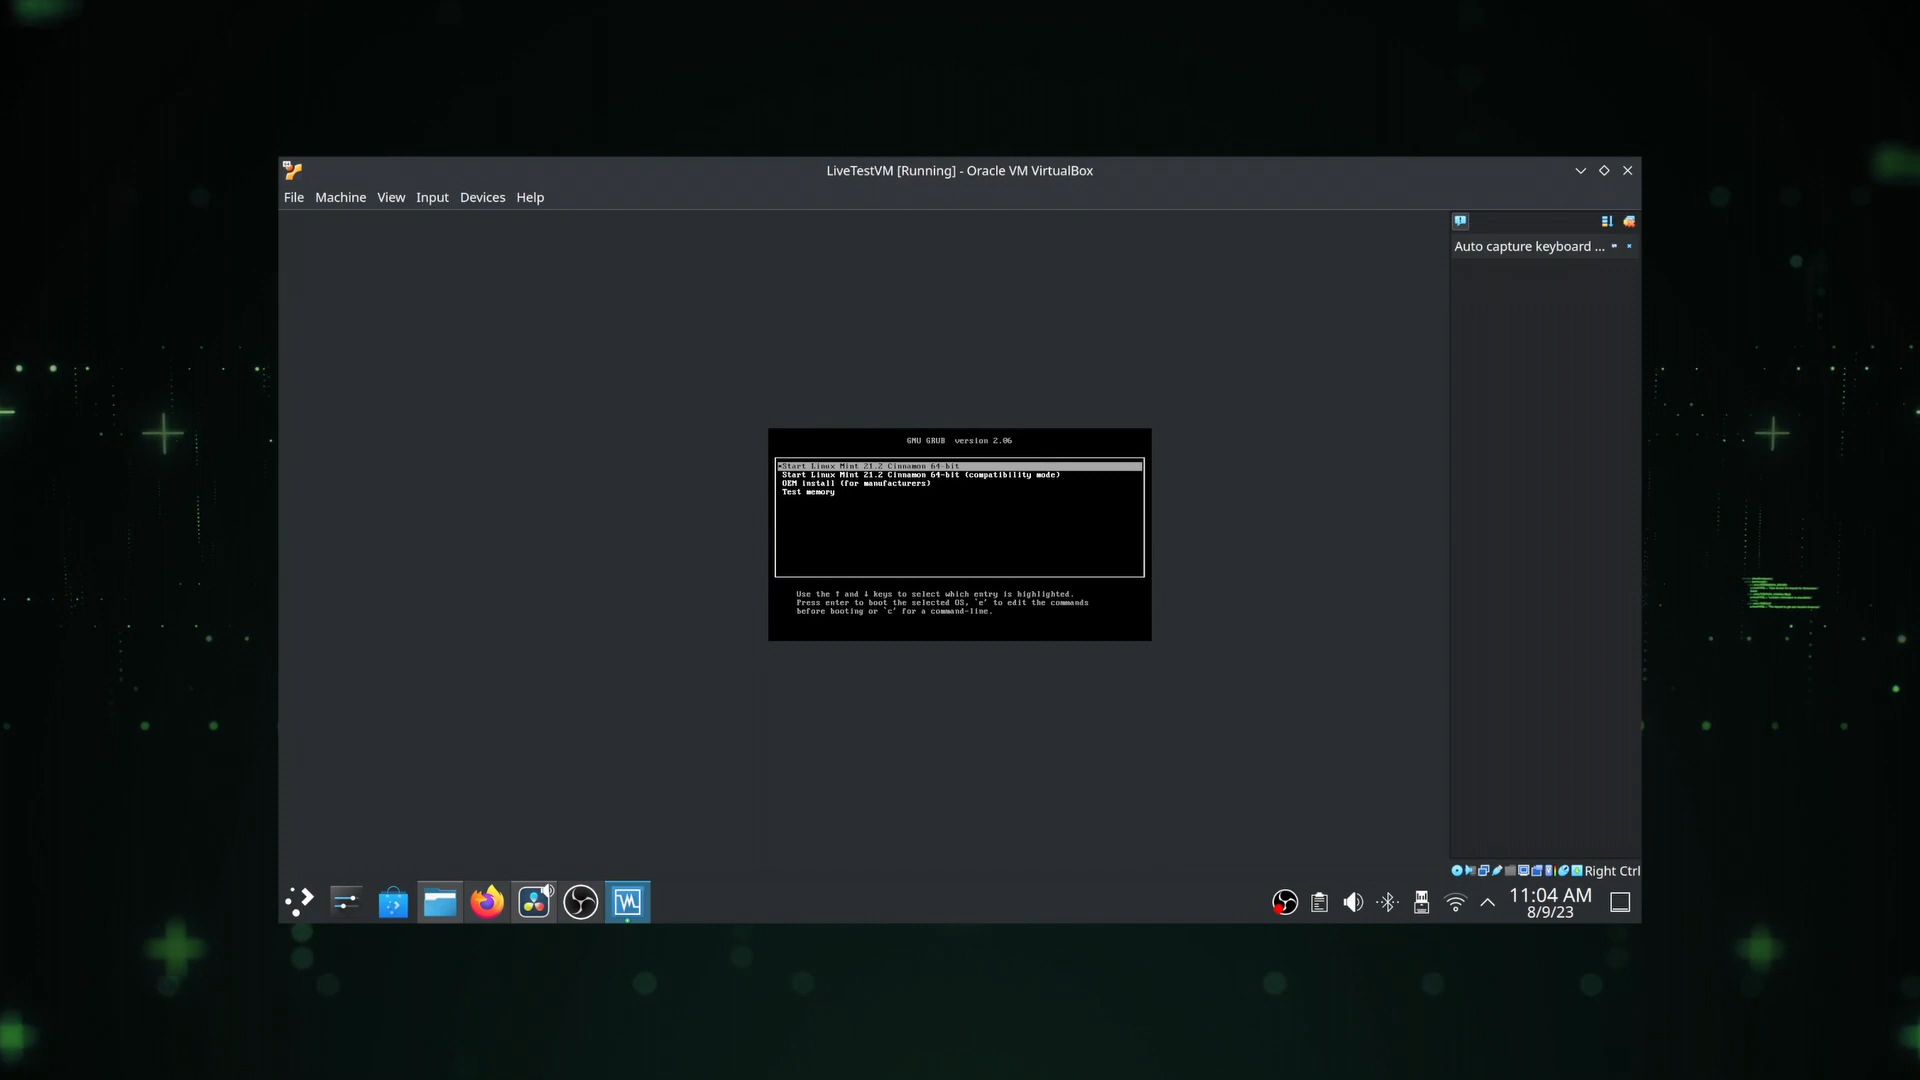 LiveTestVM [Running] - Oracle VM VirtualBox
File Machine View Input Devices Help
Auto capture keyboard ...
GNU GRUB version 2.06
*Start Linux Mint 21.2 Cinnamon 64-bit
Start Linux Mint 21.2 Cinnamon 64-bit (compatibility mode)
OEM install (for manufacturers)
Test memory
Use the ↑ and ↓ keys to select which entry is highlighted.
Press enter to boot the selected OS, `e' to edit the commands
before booting or `c' for a command-line.
Right Ctrl
11:04 AM
8/9/23